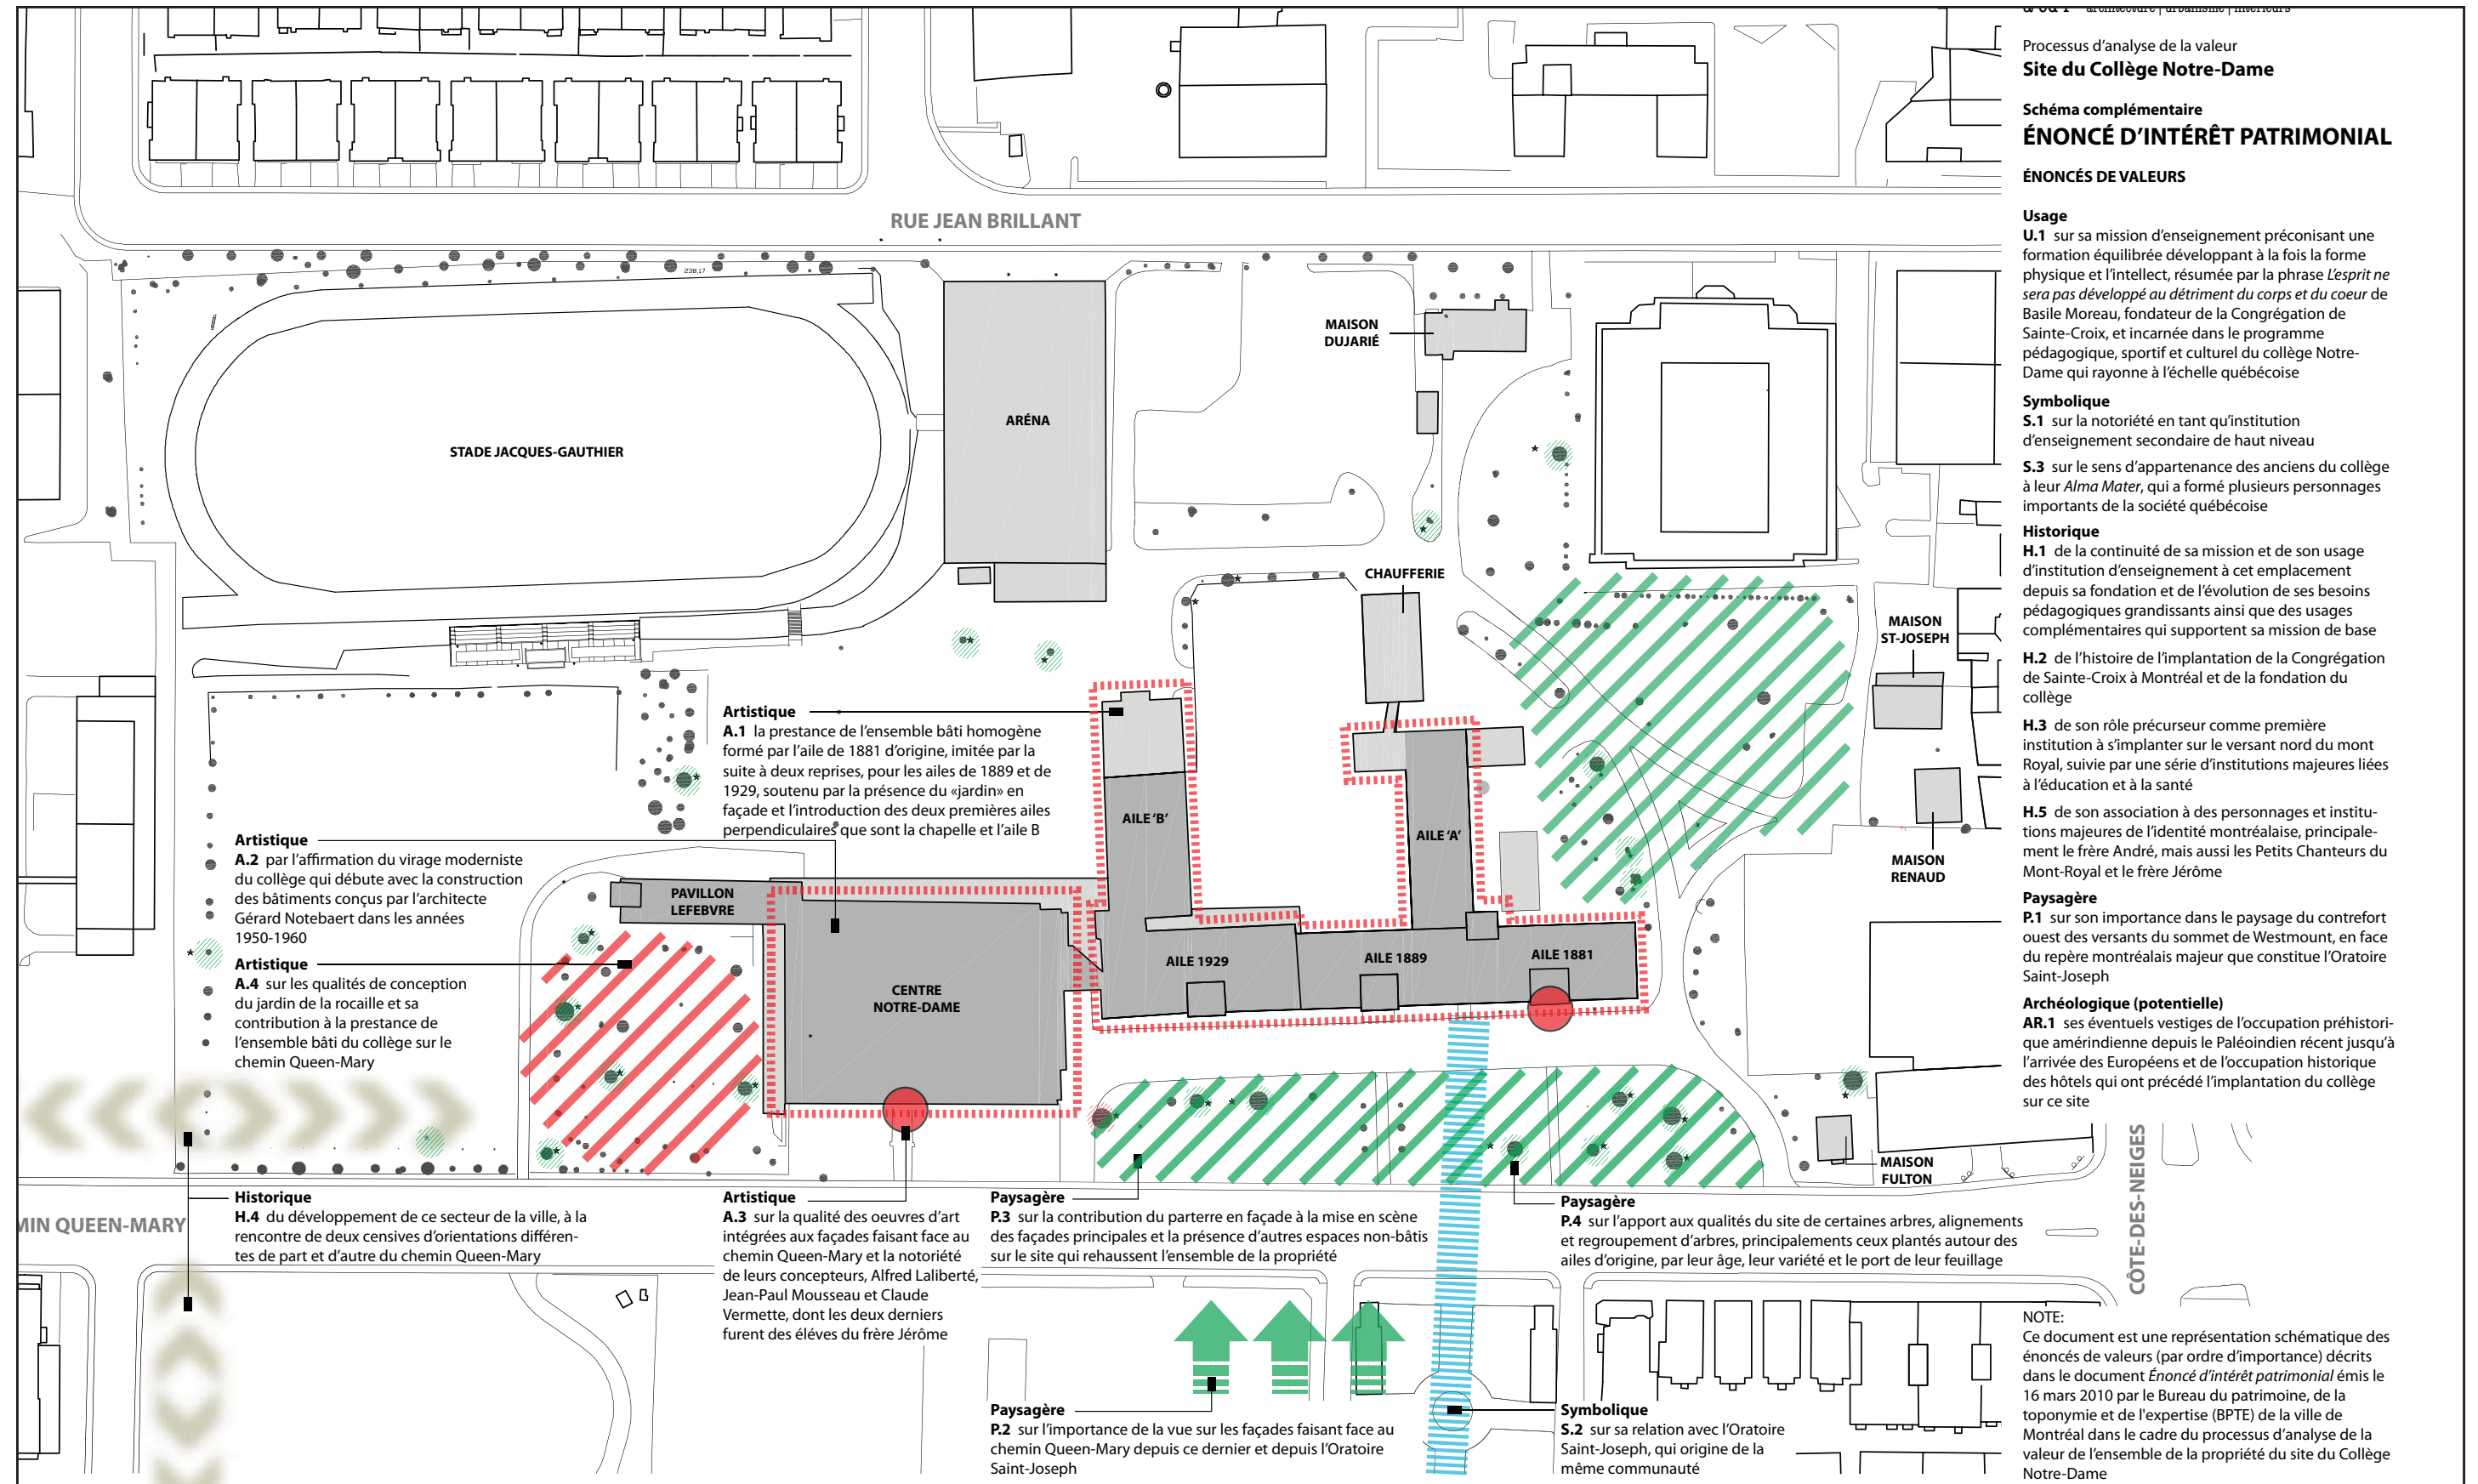 architecture | urbanisme | intérieurs
Processus d'analyse de la valeur
Site du Collège Notre-Dame
Schéma complémentaire
ÉNONCÉ D'INTÉRÊT PATRIMONIAL
ÉNONCÉS DE VALEURS
Usage
U.1 sur sa mission d'enseignement préconisant une
formation équilibrée développant à la fois la forme
physique et l'intellect, résumée par la phrase L'esprit ne
sera pas développé au détriment du corps et du coeur de
Basile Moreau, fondateur de la Congrégation de
Sainte-Croix, et incarnée dans le programme
pédagogique, sportif et culturel du collège Notre-
Dame qui rayonne à l'échelle québécoise
Symbolique
S.1 sur la notoriété en tant qu'institution
d'enseignement secondaire de haut niveau
S.3 sur le sens d'appartenance des anciens du collège
à leur Alma Mater, qui a formé plusieurs personnages
importants de la société québécoise
Historique
H.1 de la continuité de sa mission et de son usage
d'institution d'enseignement à cet emplacement
depuis sa fondation et de l'évolution de ses besoins
pédagogiques grandissants ainsi que des usages
complémentaires qui supportent sa mission de base
H.2 de l'histoire de l'implantation de la Congrégation
de Sainte-Croix à Montréal et de la fondation du
collège
H.3 de son rôle précurseur comme première
institution à s'implanter sur le versant nord du mont
Royal, suivie par une série d'institutions majeures liées
à l'éducation et à la santé
H.5 de son association à des personnages et institu-
tions majeures de l'identité montréalaise, principale-
ment le frère André, mais aussi les Petits Chanteurs du
Mont-Royal et le frère Jérôme
Paysagère
P.1 sur son importance dans le paysage du contrefort
ouest des versants du sommet de Westmount, en face
du repère montréalais majeur que constitue l'Oratoire
Saint-Joseph
Archéologique (potentielle)
AR.1 ses éventuels vestiges de l'occupation préhistori-
que amérindienne depuis le Paléoindien récent jusqu'à
l'arrivée des Européens et de l'occupation historique
des hôtels qui ont précédé l'implantation du collège
sur ce site
RUE JEAN BRILLANT
238,17
STADE JACQUES-GAUTHIER
ARÉNA
MAISON
DUJARIÉ
CHAUFFERIE
MAISON
ST-JOSEPH
MAISON
RENAUD
Artistique
A.1 la prestance de l'ensemble bâti homogène
formé par l'aile de 1881 d'origine, imitée par la
suite à deux reprises, pour les ailes de 1889 et de
1929, soutenu par la présence du «jardin» en
façade et l'introduction des deux premières ailes
perpendiculaires que sont la chapelle et l'aile B
AILE 'B'
AILE 'A'
Artistique
A.2 par l'affirmation du virage moderniste
du collège qui débute avec la construction
des bâtiments conçus par l'architecte
Gérard Notebaert dans les années
1950-1960
PAVILLON
LEFEBVRE
Artistique
A.4 sur les qualités de conception
du jardin de la rocaille et sa
contribution à la prestance de
l'ensemble bâti du collège sur le
chemin Queen-Mary
CENTRE
NOTRE-DAME
AILE 1929
AILE 1889
AILE 1881
MAISON
FULTON
CÔTE-DES-NEIGES
MIN QUEEN-MARY
Historique
H.4 du développement de ce secteur de la ville, à la
rencontre de deux censives d'orientations différen-
tes de part et d'autre du chemin Queen-Mary
Artistique
A.3 sur la qualité des oeuvres d'art
intégrées aux façades faisant face au
chemin Queen-Mary et la notoriété
de leurs concepteurs, Alfred Laliberté,
Jean-Paul Mousseau et Claude
Vermette, dont les deux derniers
furent des éléves du frère Jérôme
Paysagère
P.3 sur la contribution du parterre en façade à la mise en scène
des façades principales et la présence d'autres espaces non-bâtis
sur le site qui rehaussent l'ensemble de la propriété
Paysagère
P.4 sur l'apport aux qualités du site de certaines arbres, alignements
et regroupement d'arbres, principalements ceux plantés autour des
ailes d'origine, par leur âge, leur variété et le port de leur feuillage
Paysagère
P.2 sur l'importance de la vue sur les façades faisant face au
chemin Queen-Mary depuis ce dernier et depuis l'Oratoire
Saint-Joseph
Symbolique
S.2 sur sa relation avec l'Oratoire
Saint-Joseph, qui origine de la
même communauté
NOTE:
Ce document est une représentation schématique des
énoncés de valeurs (par ordre d'importance) décrits
dans le document Énoncé d'intérêt patrimonial émis le
16 mars 2010 par le Bureau du patrimoine, de la
toponymie et de l'expertise (BPTE) de la ville de
Montréal dans le cadre du processus d'analyse de la
valeur de l'ensemble de la propriété du site du Collège
Notre-Dame